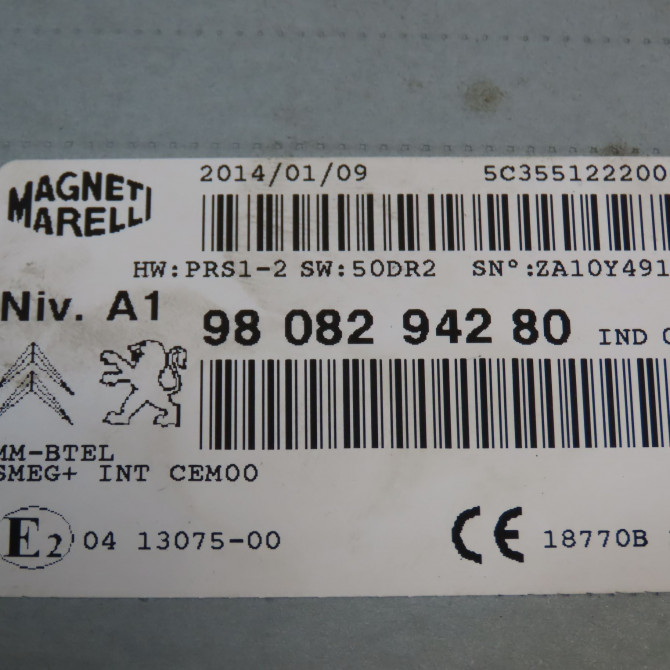 MAGNETI
MARELLI
2014/01/09 5C355122200
HW:PRS1-2 SW:50DR2 SN°:ZA10Y491
Niv. A1
98 082 942 80 IND
MM-BTEL
SMEG+ INT CEM00
E2 04 13075-00 CE 18770B